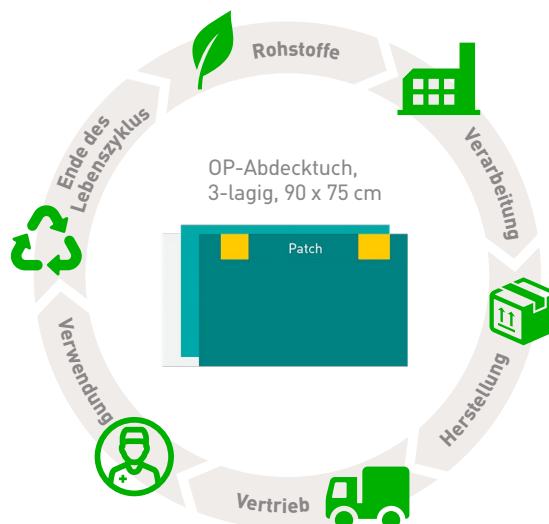 Rohstoffe
Verarbeitung
Herstellung
Vertrieb
Verwendung
Ende des
Lebenszyklus
OP-Abdecktuch,
3-lagig, 90 x 75 cm
Patch